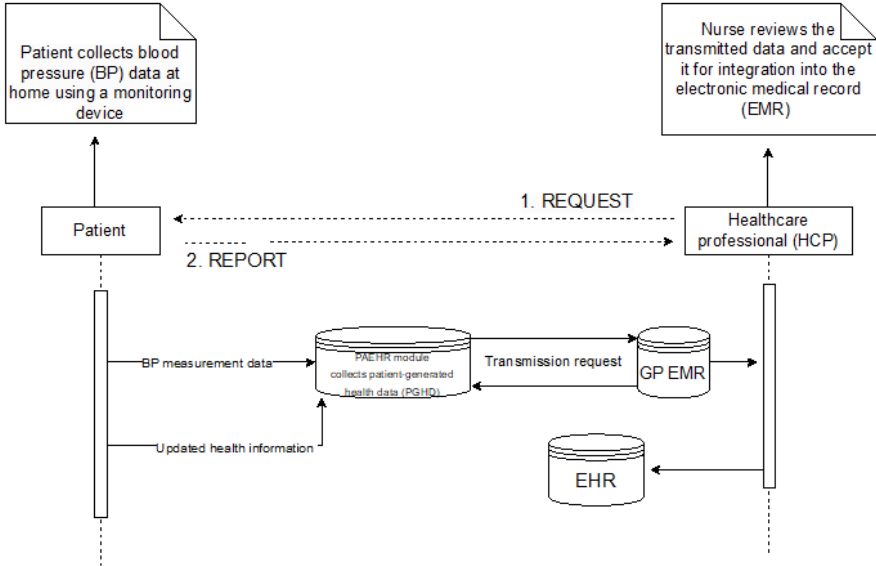 Patient collects blood
pressure (BP) data at
home using a monitoring
device
Nurse reviews the
transmitted data and accept
it for integration into the
electronic medical record
(EMR)
1. REQUEST
Patient
Healthcare
professional (HCP)
2. REPORT
BP measurement data
PAEHR module
collects patient-generated
health data (PGHD)
Transmission request
GP EMR
Updated health information
EHR